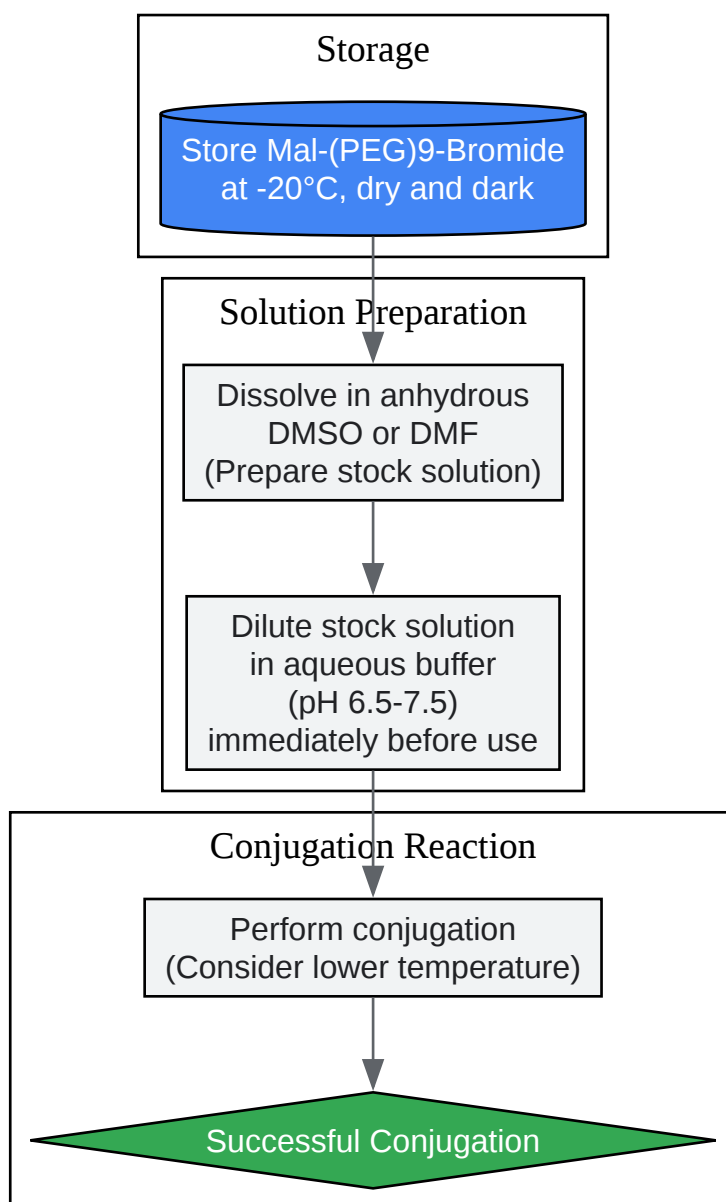 Storage
Store Mal-(PEG)9-Bromide
at -20°C, dry and dark
Solution Preparation
Dissolve in anhydrous
DMSO or DMF
(Prepare stock solution)
Dilute stock solution
in aqueous buffer
(pH 6.5-7.5)
immediately before use
Conjugation Reaction
Perform conjugation
(Consider lower temperature)
Successful Conjugation